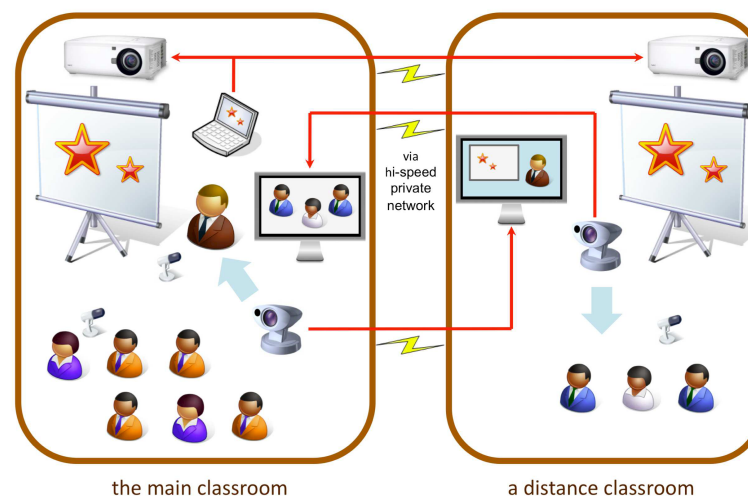 via
hi-speed
private
network
the main classroom
a distance classroom